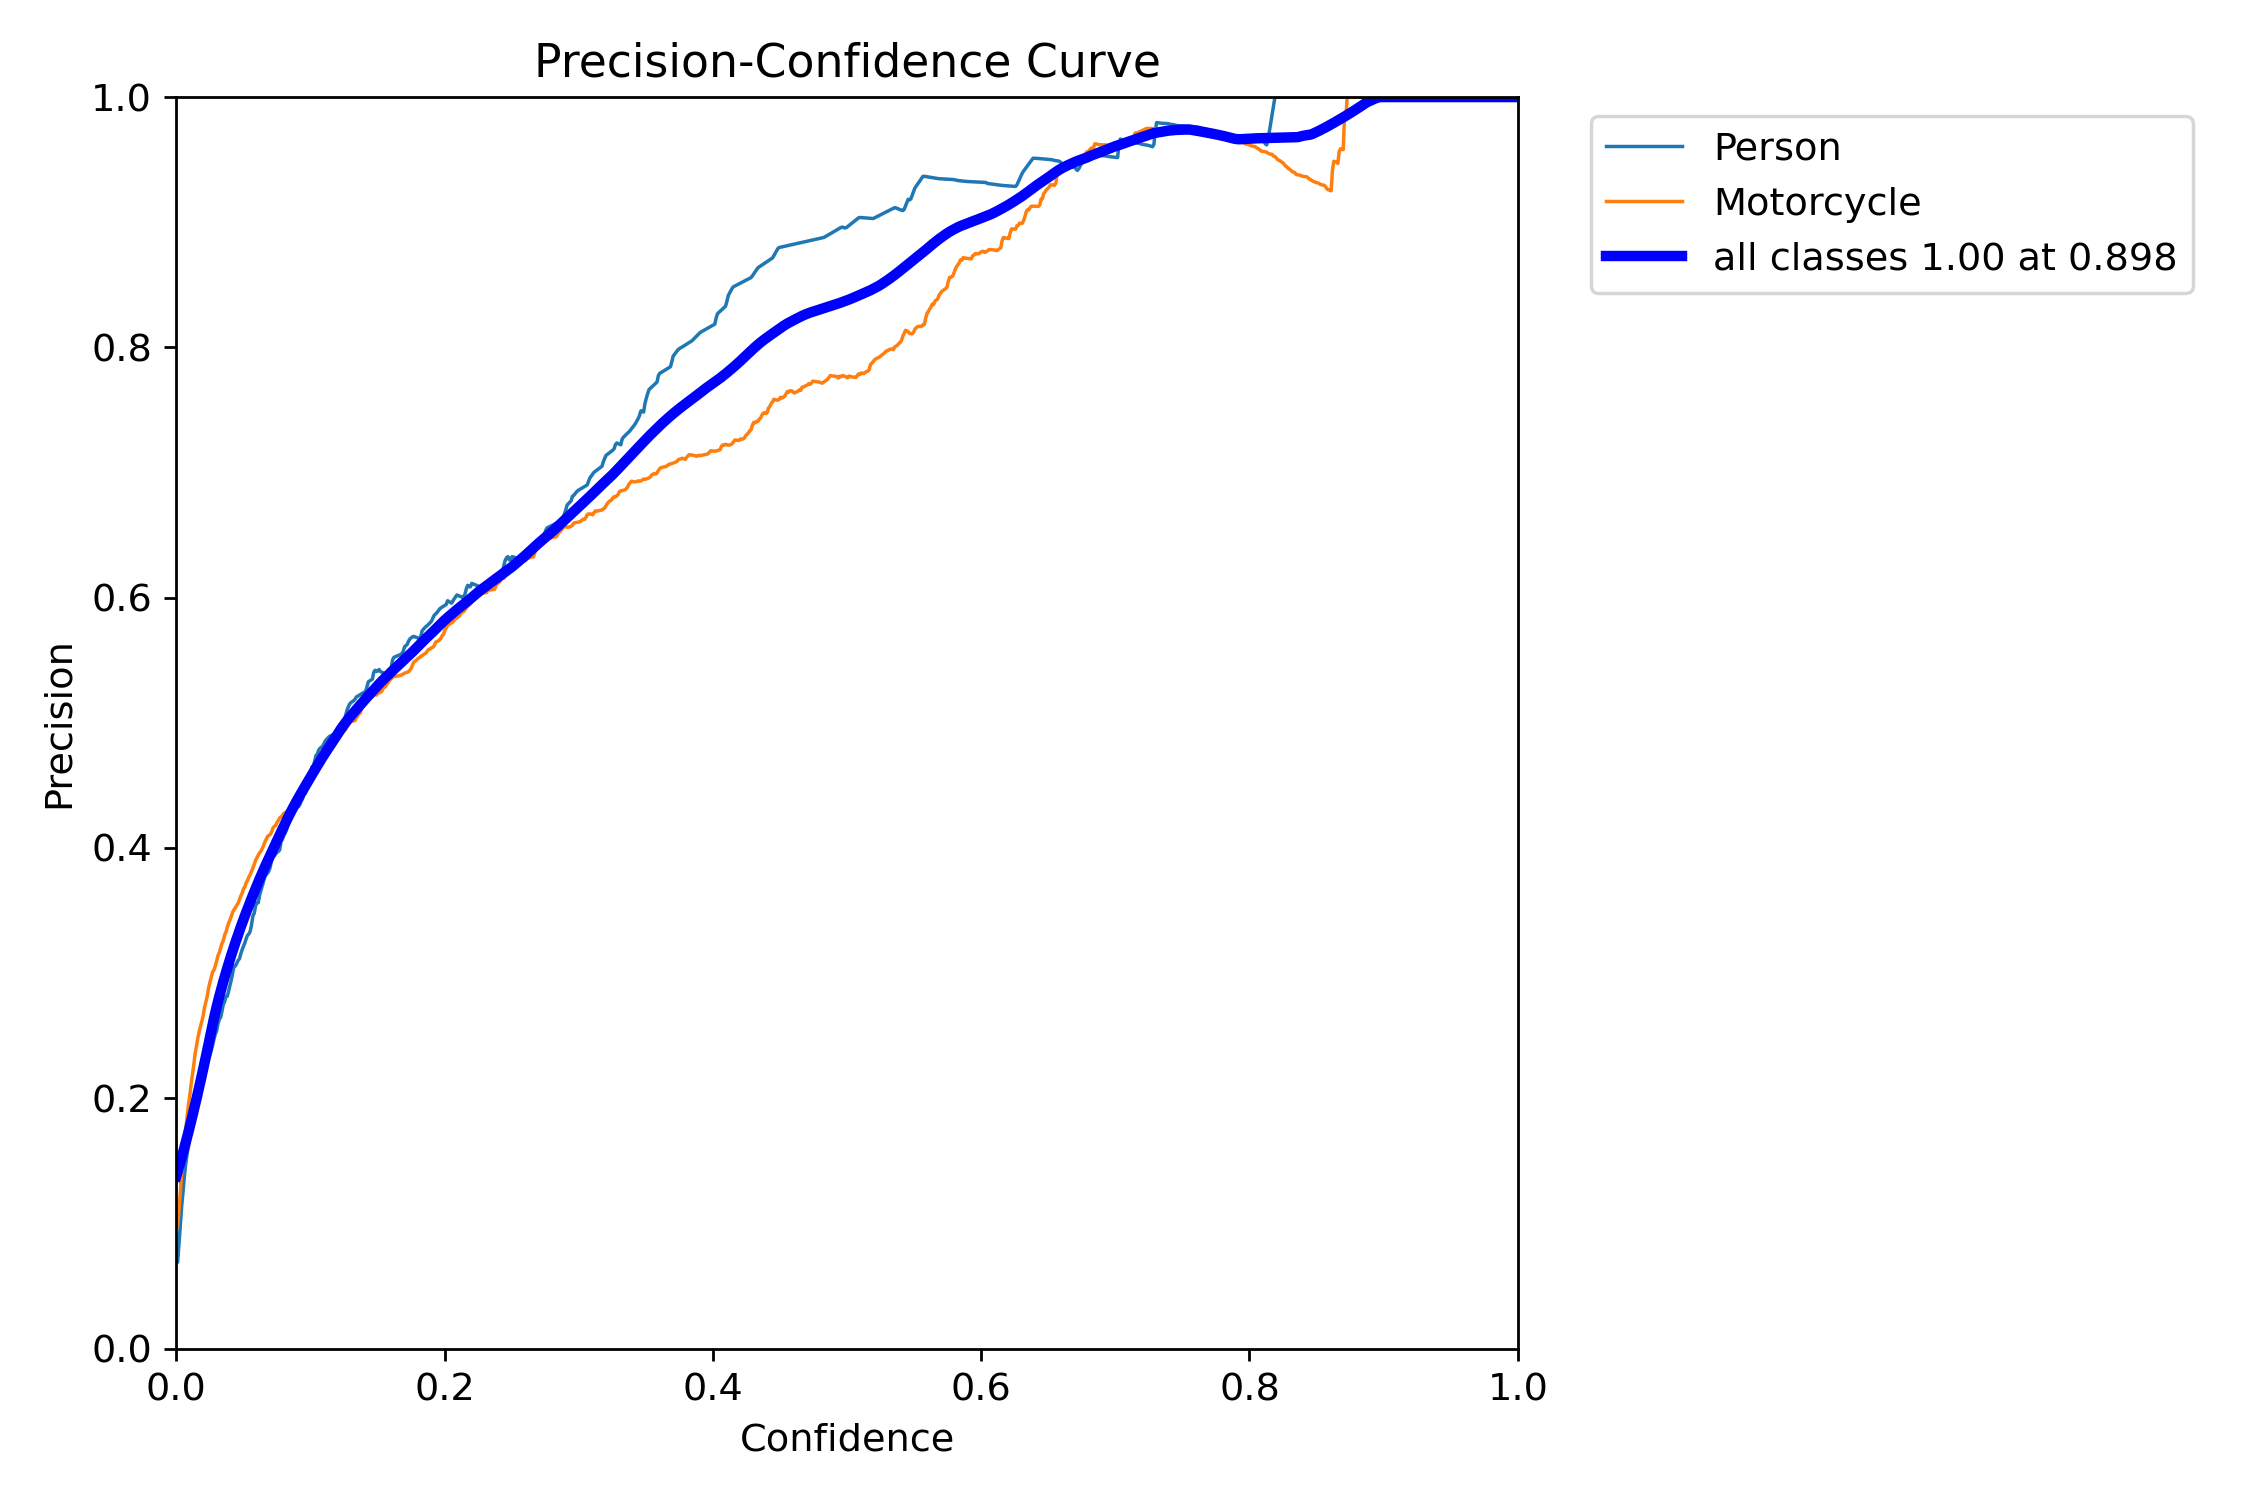 Precision-Confidence Curve
1.0
0.8
0.6
0.4
0.2
0.0
Precision
0.0 0.2 0.4 0.6 0.8 1.0
Confidence
Person
Motorcycle
all classes 1.00 at 0.898